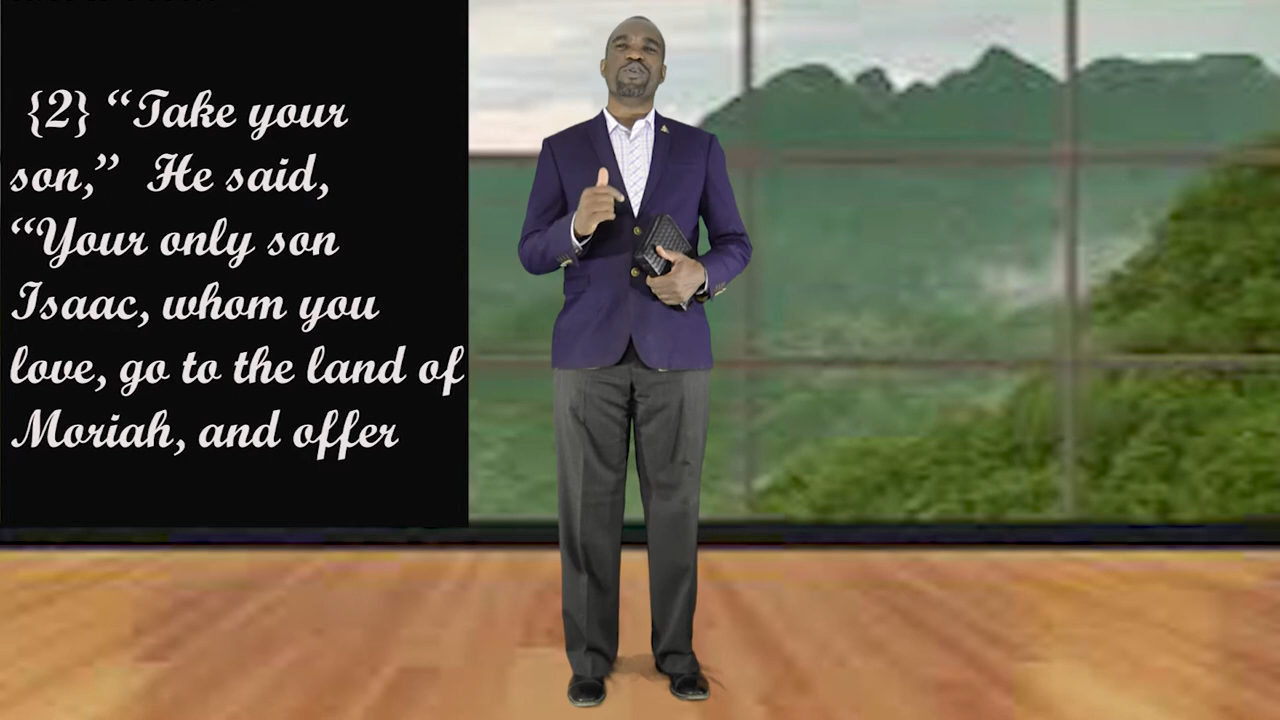 {2} “Take your
son,” He said,
“Your only son
Isaac, whom you
love, go to the land of
Moriah, and offer